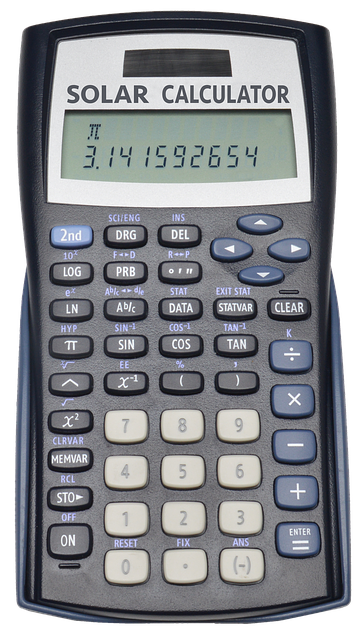 SOLAR CALCULATOR
π
3.141592654
SCI/ENG INS
2nd DRG DEL
10ˣ F◄►D R◄►P
LOG PRB ° ' "
eˣ Ab/c◄►d/e STAT EXIT STAT
LN Ab/c DATA STATVAR CLEAR
HYP SIN⁻¹ COS⁻¹ TAN⁻¹ K
π SIN COS TAN ÷
ˣ√ EE % ,
^ x⁻¹ ( )
√
x² 7 8 9 ×
CLRVAR
MEMVAR 4 5 6 −
RCL
STO► 1 2 3 +
OFF RESET FIX ANS ENTER
ON 0 . (-) =